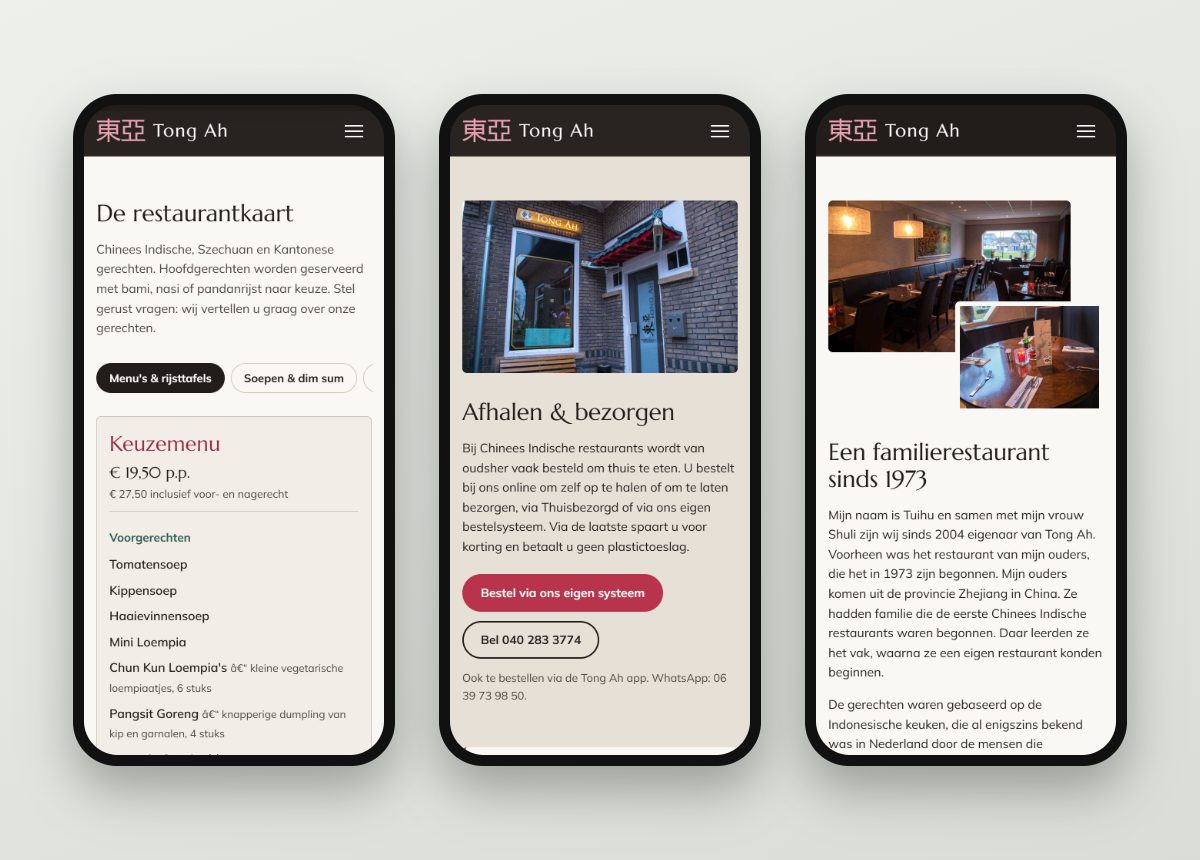 東亞 Tong Ah
De restaurantkaart
Chinees Indische, Szechuan en Kantonese
gerechten. Hoofdgerechten worden geserveerd
met bami, nasi of pandanrijst naar keuze. Stel
gerust vragen: wij vertellen u graag over onze
gerechten.
Menu's & rijsttafels
Soepen & dim sum
Keuzemenu
€ 19,50 p.p.
€ 27,50 inclusief voor- en nagerecht
Voorgerechten
Tomatensoep
Kippensoep
Haaievinnensoep
Mini Loempia
Chun Kun Loempia's â€“ kleine vegetarische
loempiaatjes, 6 stuks
Pangsit Goreng â€“ knapperige dumpling van
kip en garnalen, 4 stuks
東亞 Tong Ah
TONG AH
東
Afhalen & bezorgen
Bij Chinees Indische restaurants wordt van
oudsher vaak besteld om thuis te eten. U bestelt
bij ons online om zelf op te halen of om te laten
bezorgen, via Thuisbezorgd of via ons eigen
bestelsysteem. Via de laatste spaart u voor
korting en betaalt u geen plastictoeslag.
Bestel via ons eigen systeem
Bel 040 283 3774
Ook te bestellen via de Tong Ah app. WhatsApp: 06
39 73 98 50.
東亞 Tong Ah
Een familierestaurant
sinds 1973
Mijn naam is Tuihu en samen met mijn vrouw
Shuli zijn wij sinds 2004 eigenaar van Tong Ah.
Voorheen was het restaurant van mijn ouders,
die het in 1973 zijn begonnen. Mijn ouders
komen uit de provincie Zhejiang in China. Ze
hadden familie die de eerste Chinees Indische
restaurants waren begonnen. Daar leerden ze
het vak, waarna ze een eigen restaurant konden
beginnen.
De gerechten waren gebaseerd op de
Indonesische keuken, die al enigszins bekend
was in Nederland door de mensen die